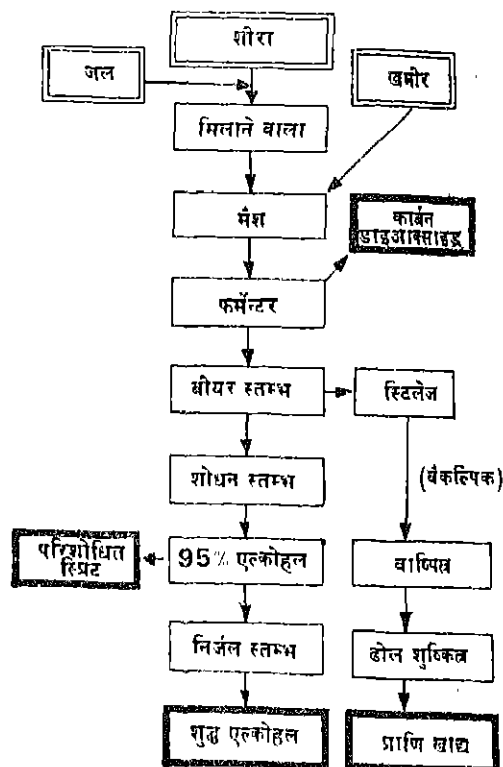 शीरा
जल
खमीर
मिलाने वाला
मैश
कार्बन
डाइआक्साइड
फर्मेन्टर
बीयर स्तम्भ
स्टिलेज
शोधन स्तम्भ
(वैकल्पिक)
परिशोधित
स्प्रिट
95% एल्कोहल
वाष्पित्र
निर्जल स्तम्भ
ढोल शुष्कित्र
शुद्ध एल्कोहल
प्राणि खाद्य